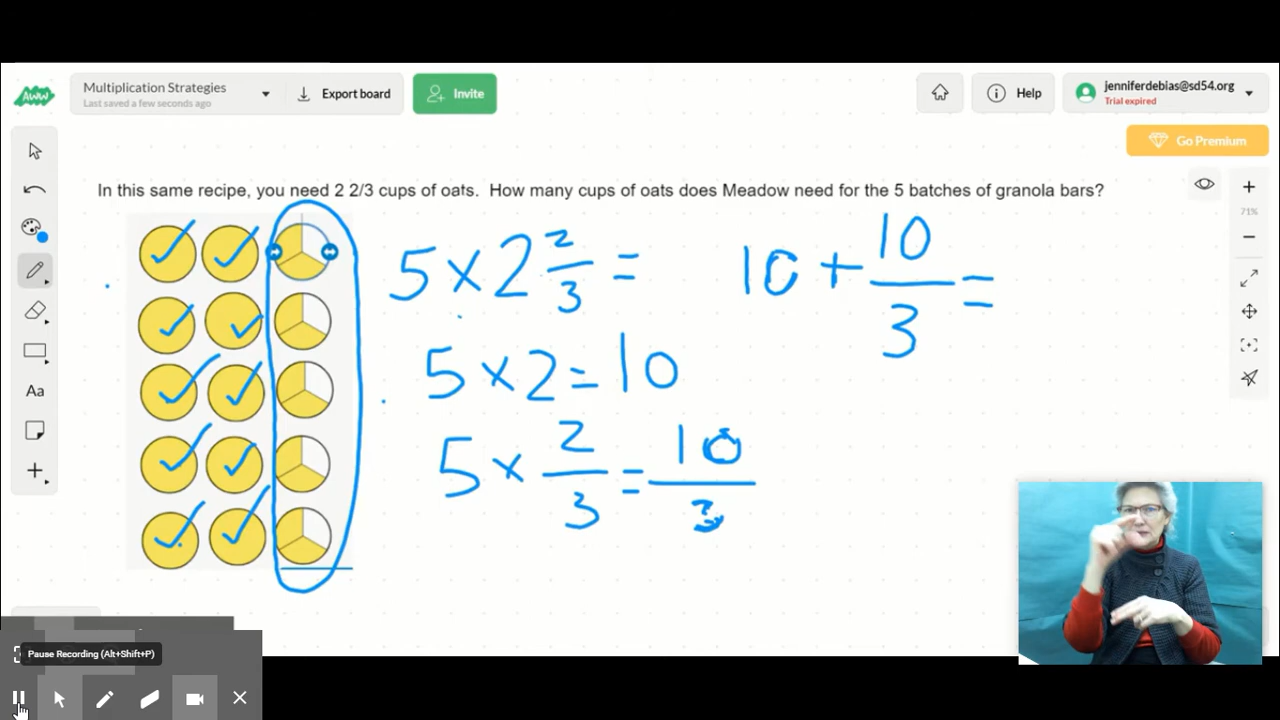 AWW
Multiplication Strategies
Last saved a few seconds ago
Export board
Invite
Help
jenniferdebias@sd54.org
Trial expired
Go Premium
In this same recipe, you need 2 2/3 cups of oats. How many cups of oats does Meadow need for the 5 batches of granola bars?
71%
5 × 2 2/3 =
10 + 10/3 =
5 × 2 = 10
5 × 2/3 = 10/3
Aa
Pause Recording (Alt+Shift+P)